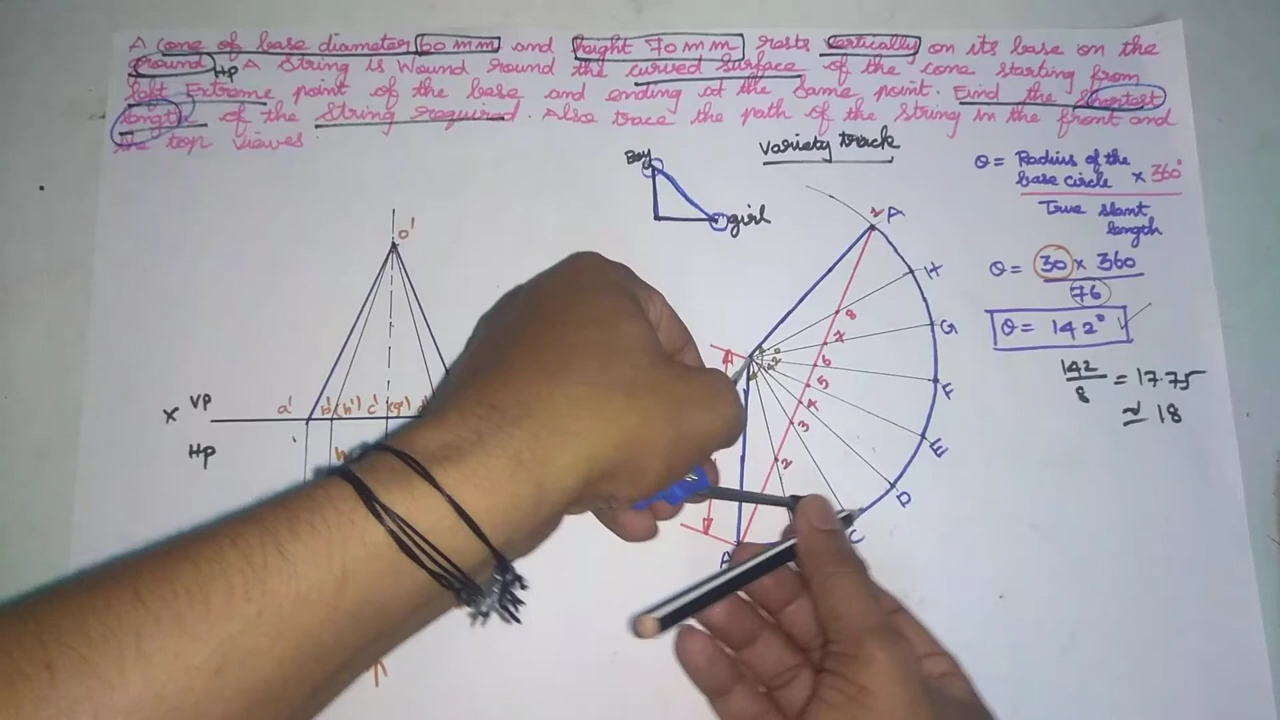 A Cone of base diameter 60 mm and height 70 mm rests vertically on its base on the
ground. A String is Wound round the curved surface of the cone starting from
HP
left Extreme point of the base and ending at the same point. Find the shortest
length of the string required. Also trace the path of the string in the front and
the top views.
Variety track
Boy
girl
θ = Radius of the
base circle × 360°
True slant
length
θ = 30 × 360
76
θ = 142°
142
8 = 17.75
≈ 18
o'
X VP
HP
a' b' (h') c' (g') d'
h
A
H
G
F
E
D
C
A
8
7
6
5
4
3
2